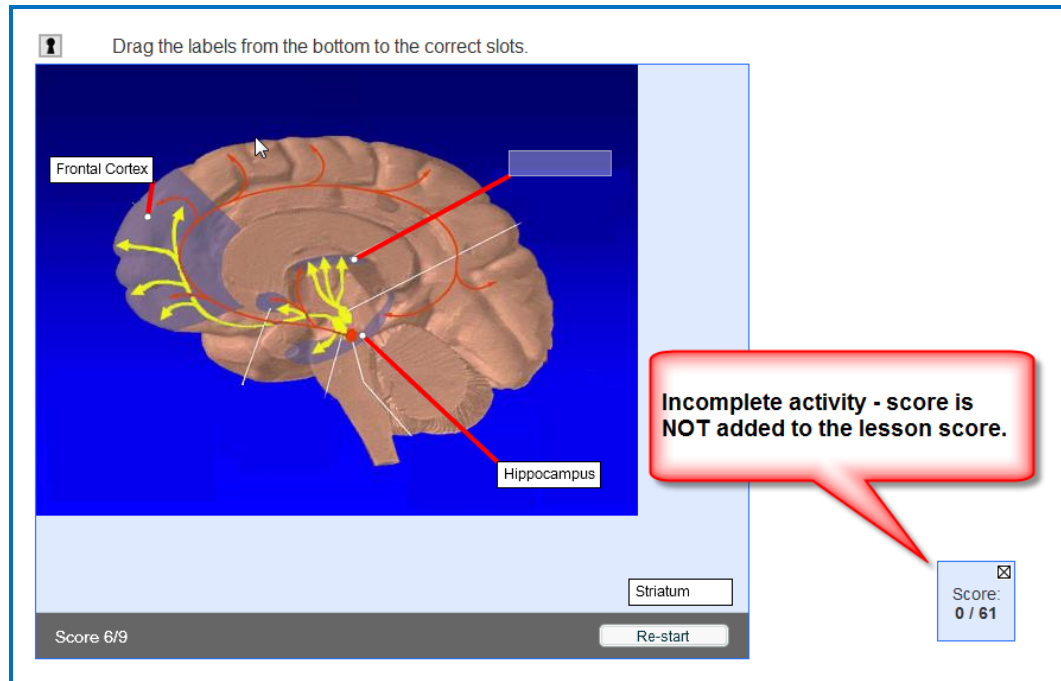 Drag the labels from the bottom to the correct slots.
Frontal Cortex
Incomplete activity - score is
NOT added to the lesson score.
Hippocampus
Striatum
Score:
0 / 61
Score 6/9
Re-start